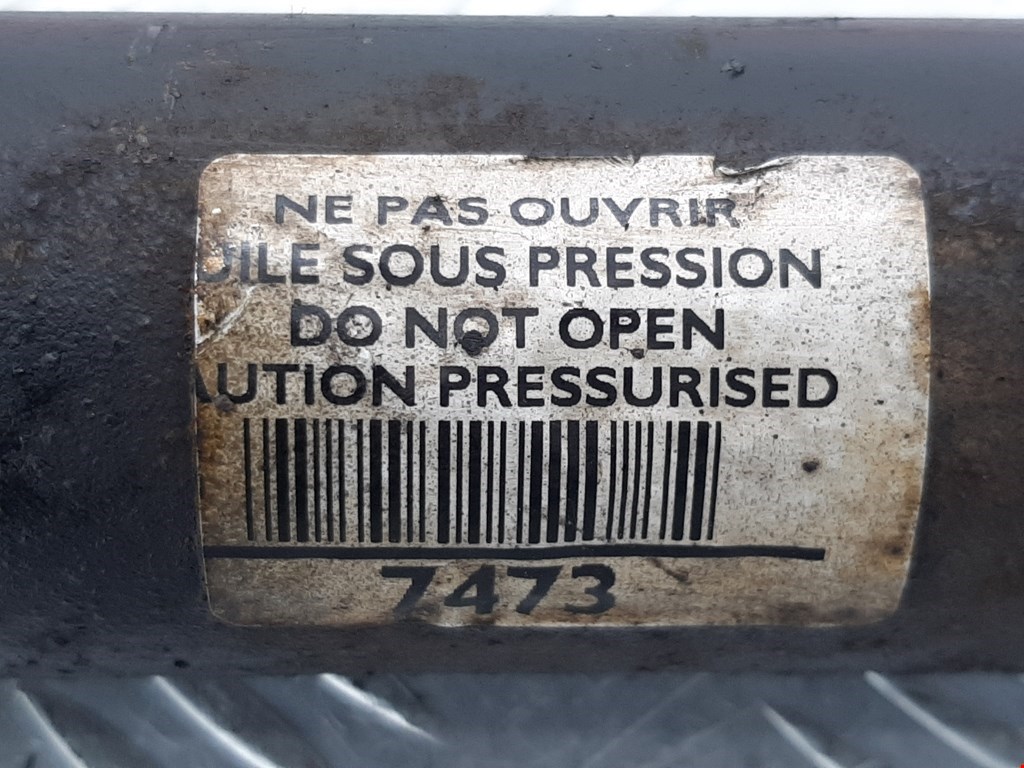 NE PAS OUVRIR
UILE SOUS PRESSION
DO NOT OPEN
AUTION PRESSURISED
7473